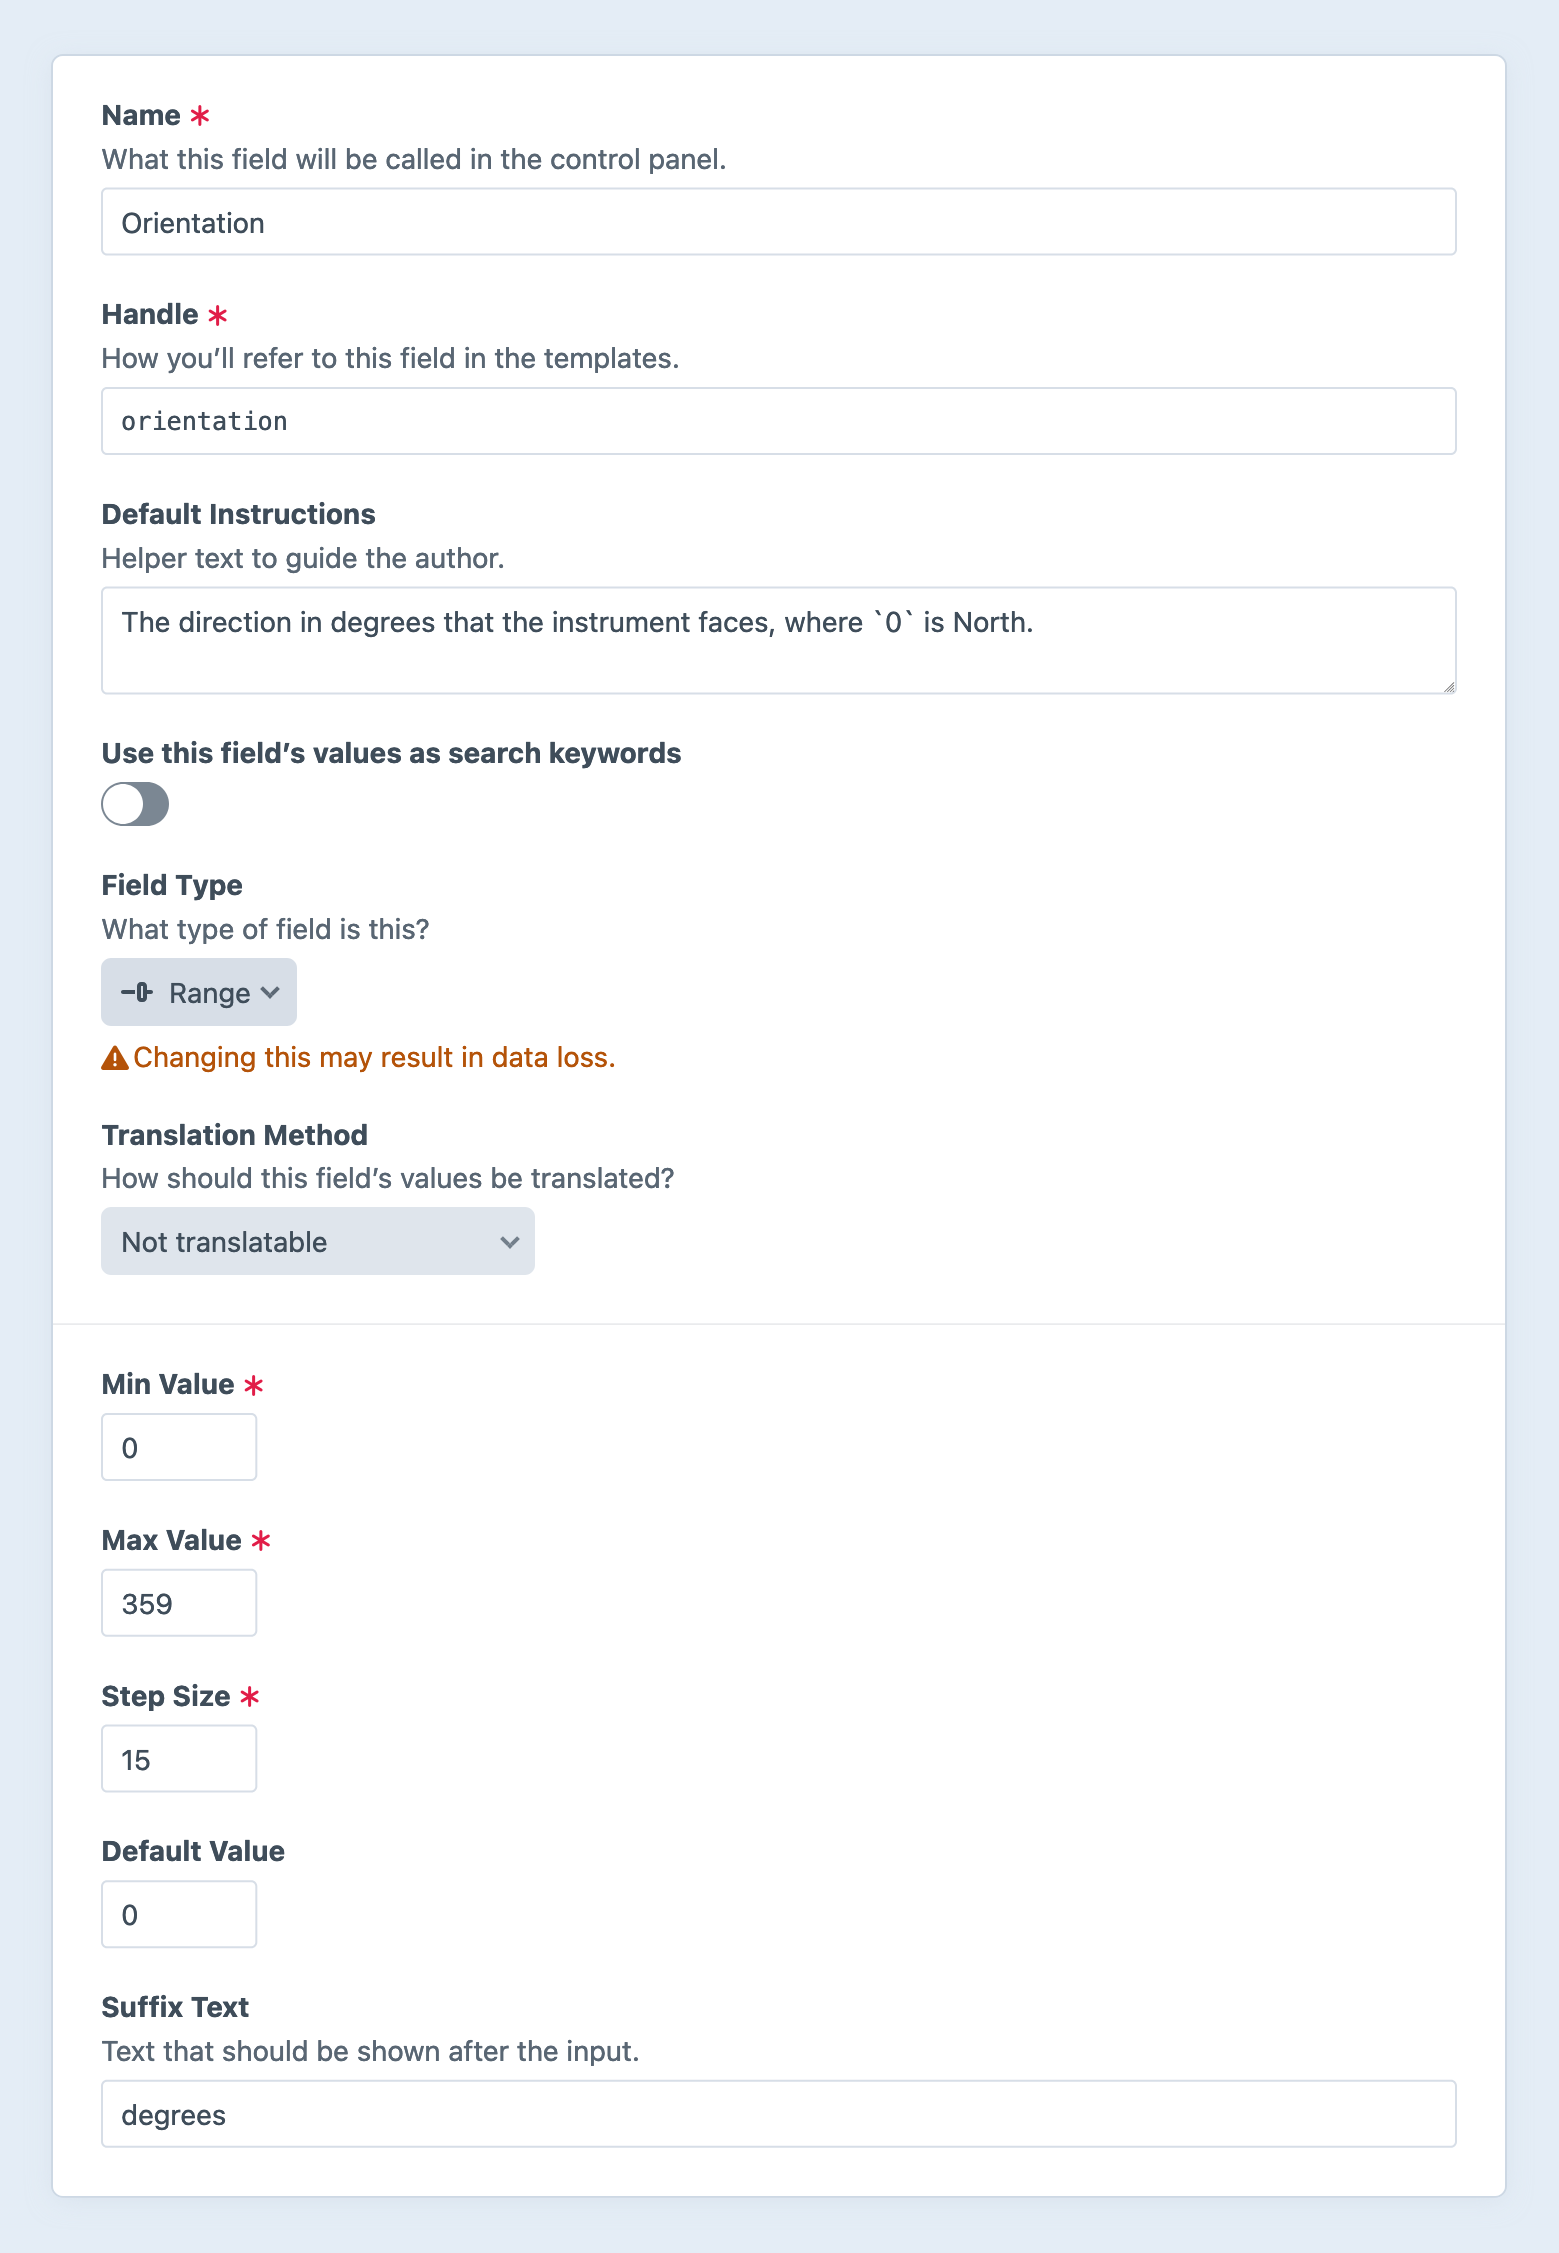 Name *
What this field will be called in the control panel.
Orientation
Handle *
How you’ll refer to this field in the templates.
orientation
Default Instructions
Helper text to guide the author.
The direction in degrees that the instrument faces, where `0` is North.
Use this field’s values as search keywords
Field Type
What type of field is this?
Range
Changing this may result in data loss.
Translation Method
How should this field’s values be translated?
Not translatable
Min Value *
0
Max Value *
359
Step Size *
15
Default Value
0
Suffix Text
Text that should be shown after the input.
degrees